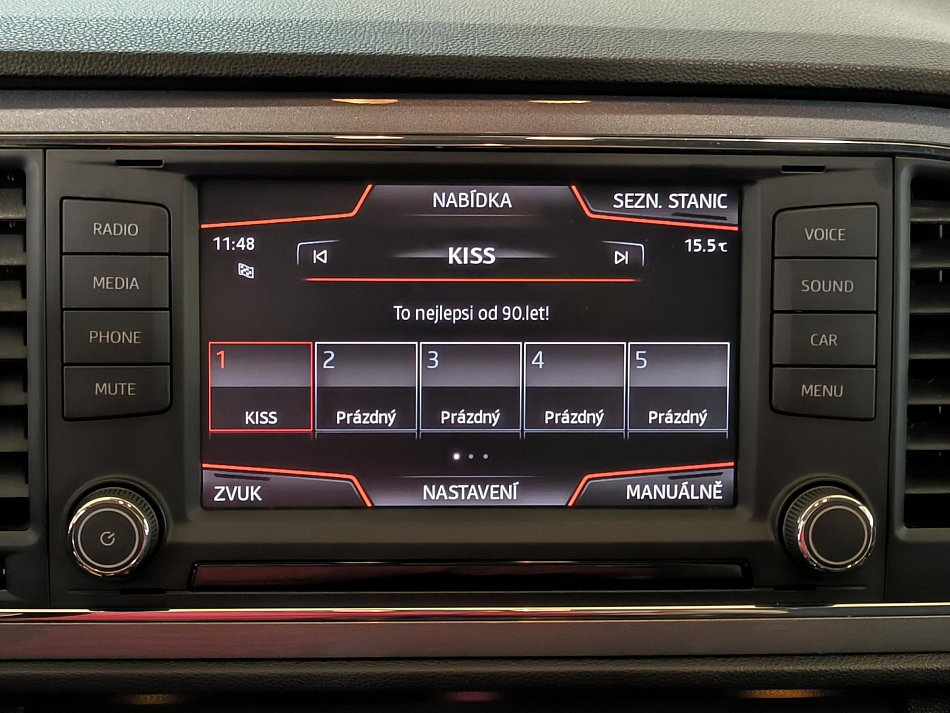 NABÍDKA
SEZN. STANIC
11:48
KISS
15.5°C
To nejlepsi od 90.let!
1
2
3
4
5
KISS
Prázdný
Prázdný
Prázdný
Prázdný
ZVUK
NASTAVENÍ
MANUÁLNĚ
RADIO
MEDIA
PHONE
MUTE
VOICE
SOUND
CAR
MENU